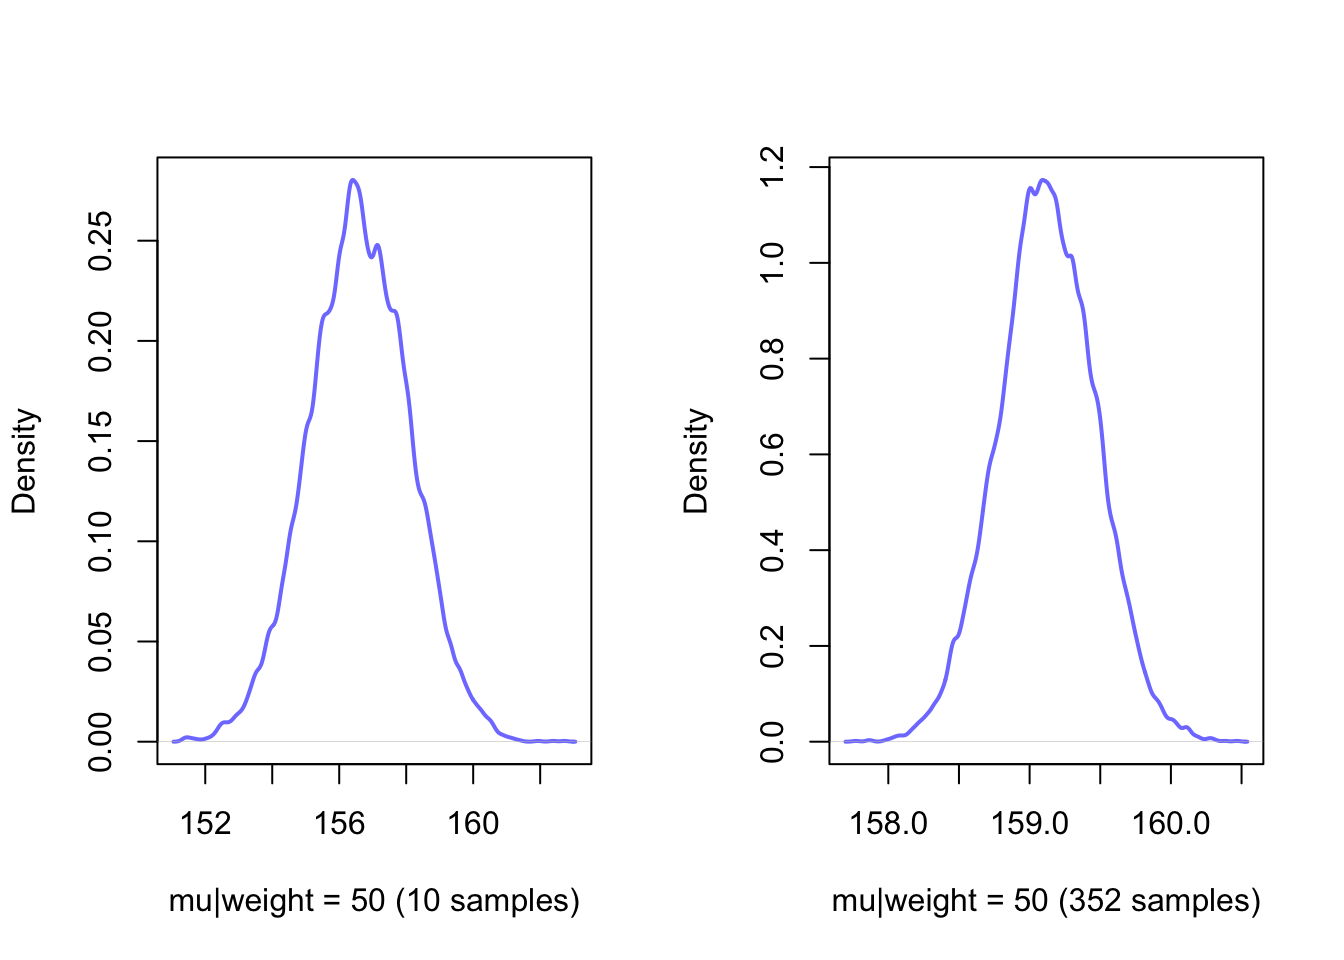 Density
0.00 0.05 0.10 0.15 0.20 0.25
152 156 160
mu|weight = 50 (10 samples)
Density
0.0 0.2 0.4 0.6 0.8 1.0 1.2
158.0 159.0 160.0
mu|weight = 50 (352 samples)